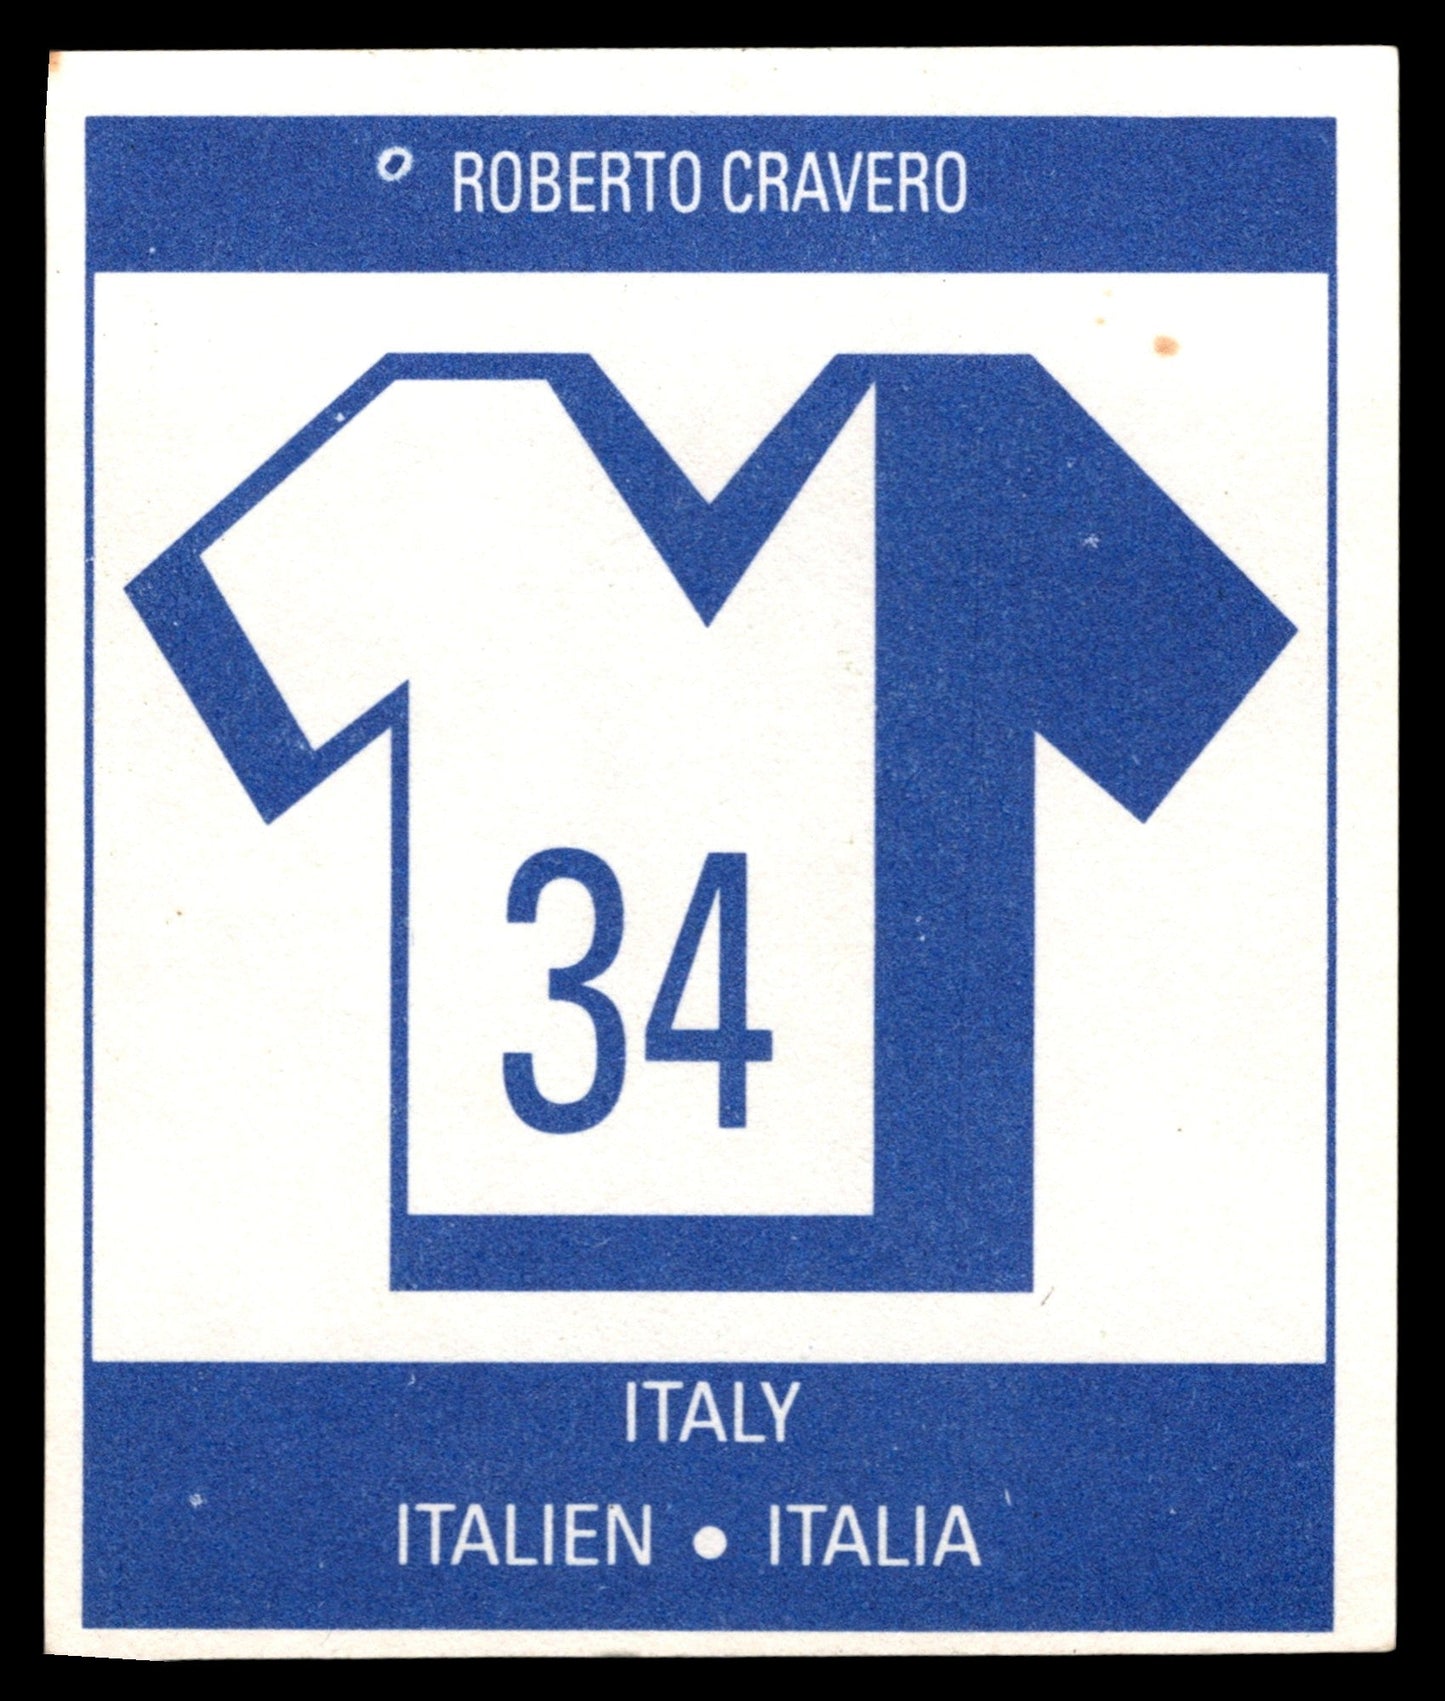 ROBERTO CRAVERO
34
ITALY
ITALIEN • ITALIA